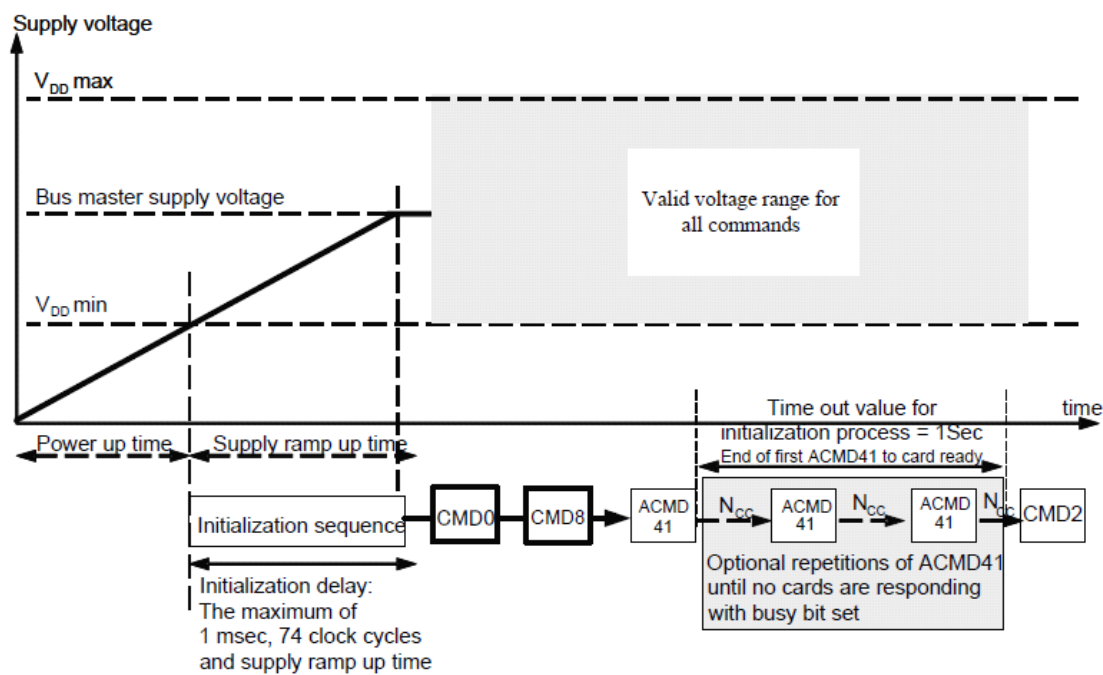 Supply voltage
V_DD max
Bus master supply voltage
Valid voltage range for
all commands
V_DD min
Time out value for
time
Power up time
Supply ramp up time
initialization process = 1Sec
End of first ACMD41 to card ready
Initialization sequence
CMD0
CMD8
ACMD
41
N_CC
ACMD
41
N_CC
ACMD
41
N_CC
CMD2
Optional repetitions of ACMD41
until no cards are responding
with busy bit set
Initialization delay:
The maximum of
1 msec, 74 clock cycles
and supply ramp up time